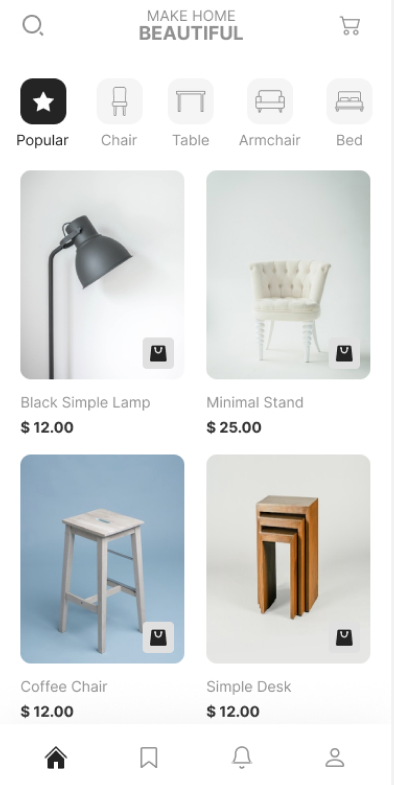 MAKE HOME
BEAUTIFUL
Popular
Chair
Table
Armchair
Bed
Black Simple Lamp
$ 12.00
Minimal Stand
$ 25.00
Coffee Chair
$ 12.00
Simple Desk
$ 12.00